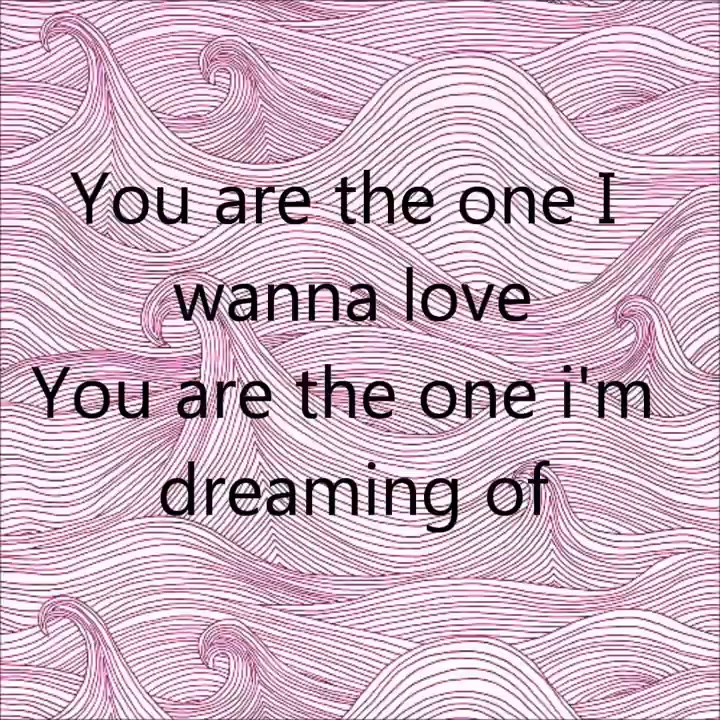 You are the one I
wanna love
You are the one i'm
dreaming of